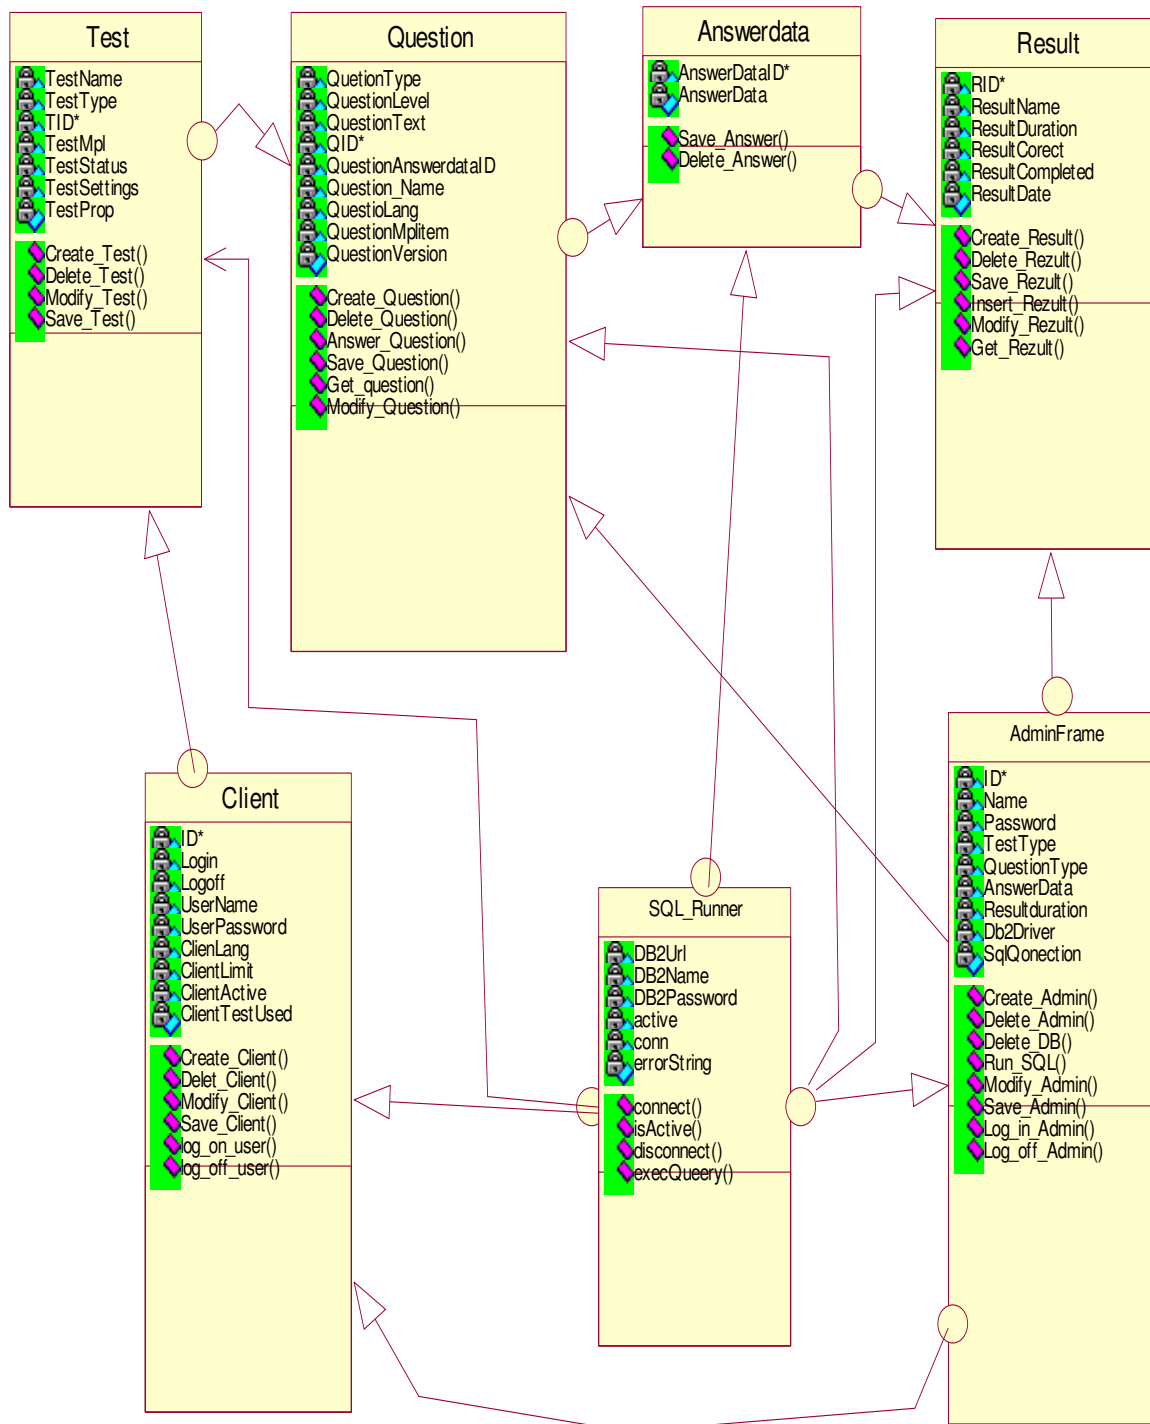 Test
TestName
TestType
TID*
TestMpl
TestStatus
TestSettings
TestProp
Create_Test()
Delete_Test()
Modify_Test()
Save_Test()
Question
QuetionType
QuestionLevel
QuestionText
QID*
QuestionAnswerdataID
Question_Name
QuestioLang
QuestionMplitem
QuestionVersion
Create_Question()
Delete_Question()
Answer_Question()
Save_Question()
Get_question()
Modify_Question()
Answerdata
AnswerDataID*
AnswerData
Save_Answer()
Delete_Answer()
Result
RID*
ResultName
ResultDuration
ResultCorect
ResultCompleted
ResultDate
Create_Result()
Delete_Rezult()
Save_Rezult()
Insert_Rezult()
Modify_Rezult()
Get_Rezult()
Client
ID*
Login
Logoff
UserName
UserPassword
ClienLang
ClientLimit
ClientActive
ClientTestUsed
Create_Client()
Delet_Client()
Modify_Client()
Save_Client()
log_on_user()
log_off_user()
SQL_Runner
DB2Url
DB2Name
DB2Password
active
conn
errorString
connect()
isActive()
disconnect()
execQueery()
AdminFrame
ID*
Name
Password
TestType
QuestionType
AnswerData
Resultduration
Db2Driver
SqlQonection
Create_Admin()
Delete_Admin()
Delete_DB()
Run_SQL()
Modify_Admin()
Save_Admin()
Log_in_Admin()
Log_off_Admin()